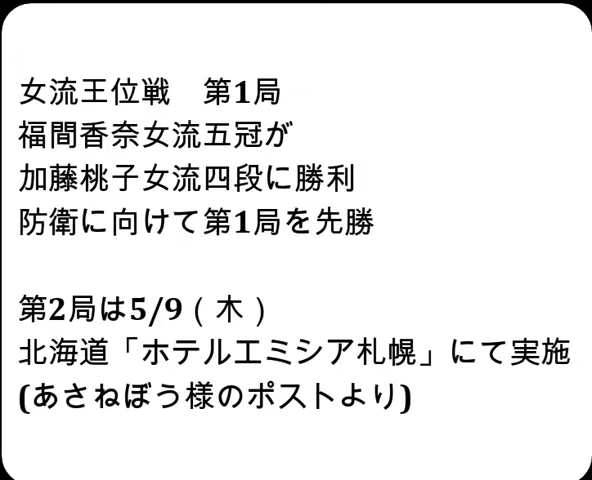 女流王位戦　第1局
福間香奈女流五冠が
加藤桃子女流四段に勝利
防衛に向けて第1局を先勝
第2局は5/9（木）
北海道「ホテルエミシア札幌」にて実施
(あさねぼう様のポストより)